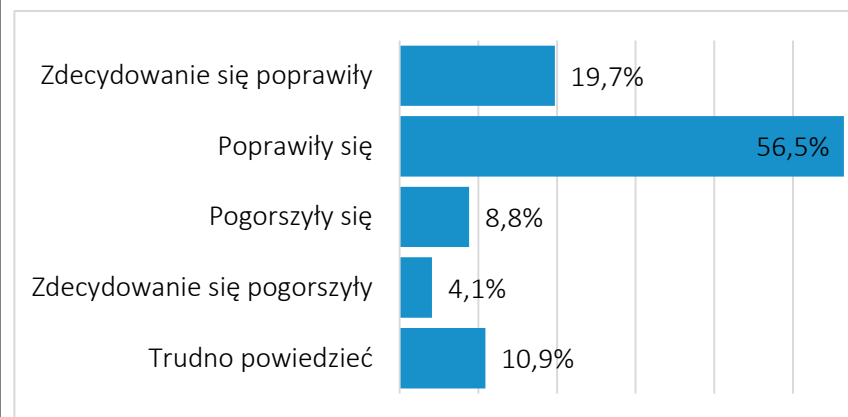 Zdecydowanie się poprawiły 19,7%
Poprawiły się 56,5%
Pogorszyły się 8,8%
Zdecydowanie się pogorszyły 4,1%
Trudno powiedzieć 10,9%